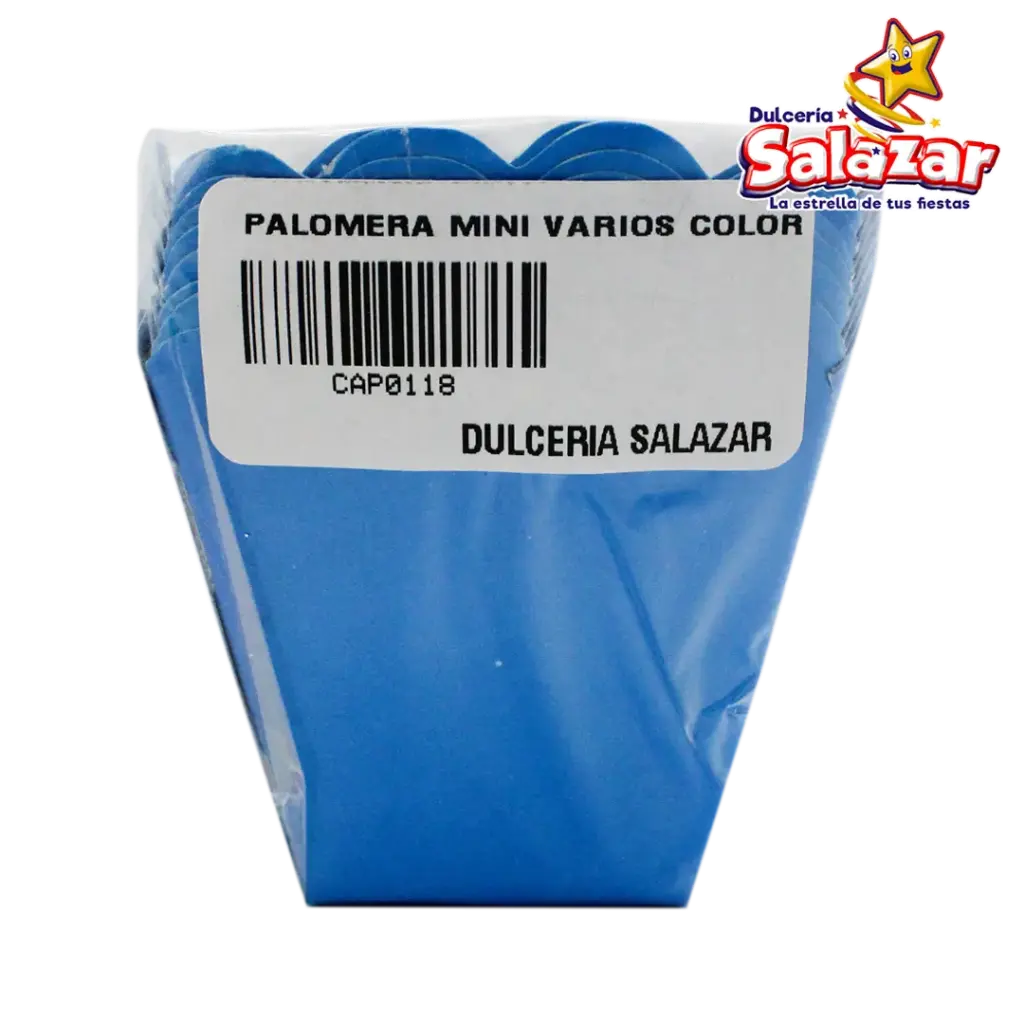 Dulcería
Salazar
La estrella de tus fiestas
PALOMERA MINI VARIOS COLOR
CAP0118
DULCERIA SALAZAR